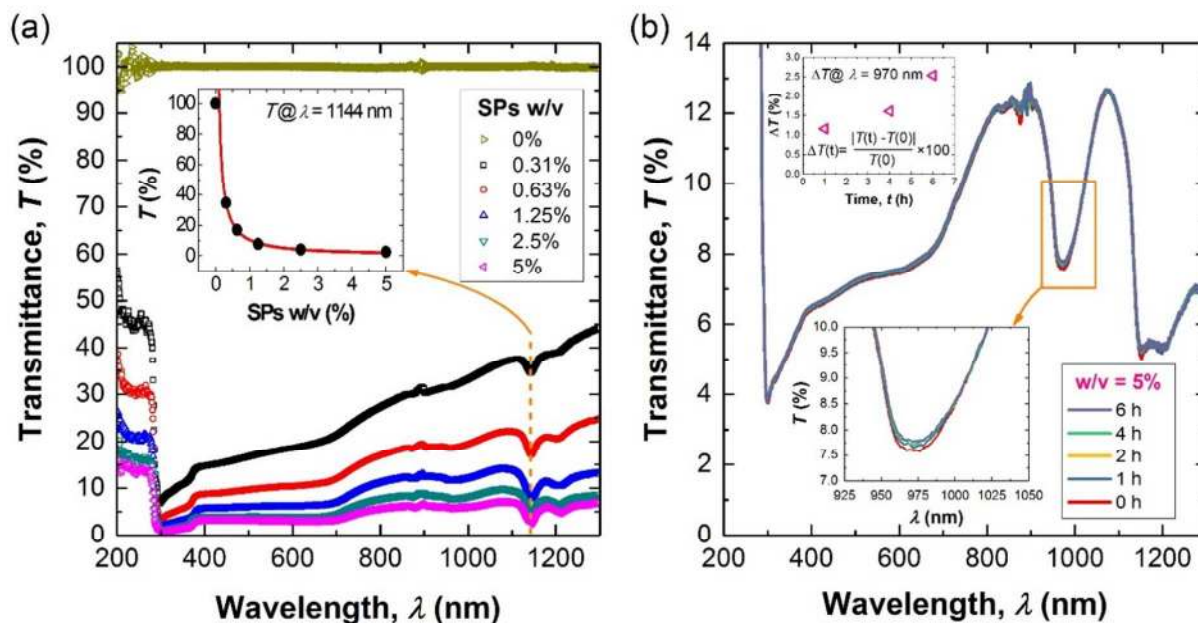 (a)
Transmittance, T (%)
100
90
80
70
60
50
40
30
20
10
0
200 400 600 800 1000 1200
Wavelength, λ (nm)
T@ λ = 1144 nm
T (%)
100
80
60
40
20
0
0 1 2 3 4 5
SPs w/v (%)
SPs w/v
0%
0.31%
0.63%
1.25%
2.5%
5%
(b)
Transmittance, T (%)
14
12
10
8
6
4
2
0
200 400 600 800 1000 1200
Wavelength, λ (nm)
ΔT@ λ = 970 nm
ΔT (%)
3.0
2.5
2.0
1.5
1.0
0.5
0.0
ΔT(t)= |T(t) -T(0)| / T(0) ×100
0 1 2 3 4 5 6 7
Time, t (h)
T (%)
10.0
9.5
9.0
8.5
8.0
7.5
7.0
925 950 975 1000 1025 1050
λ (nm)
w/v = 5%
6 h
4 h
2 h
1 h
0 h